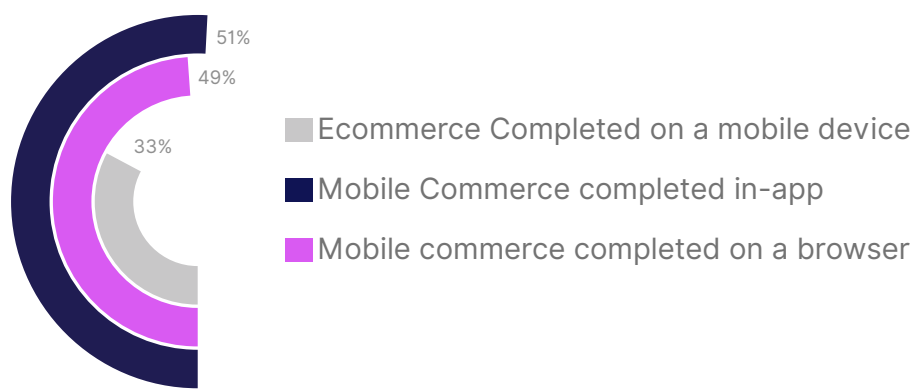 51%
49%
33%
Ecommerce Completed on a mobile device
Mobile Commerce completed in-app
Mobile commerce completed on a browser